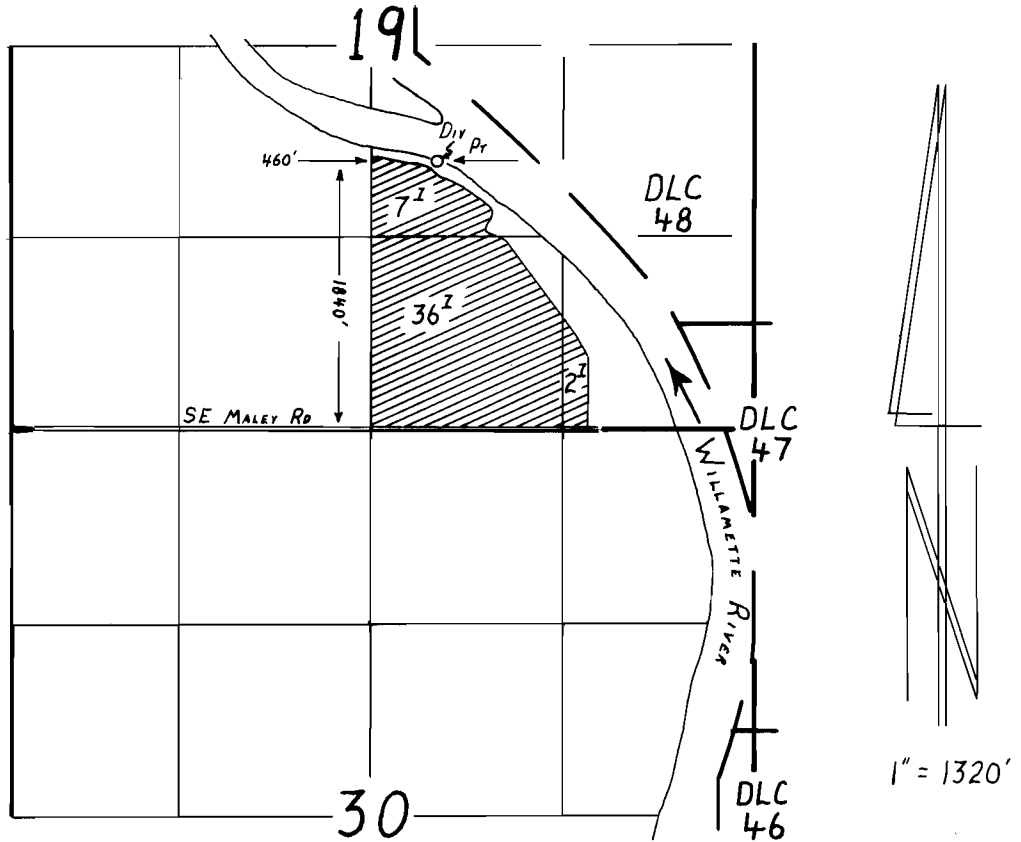 19
DIV
PT
460'
DLC
48
7ᴵ
1840'
36ᴵ
2ᴵ
SE MALEY RD
DLC
47
WILLAMETTE RIVER
1" = 1320'
30
DLC
46